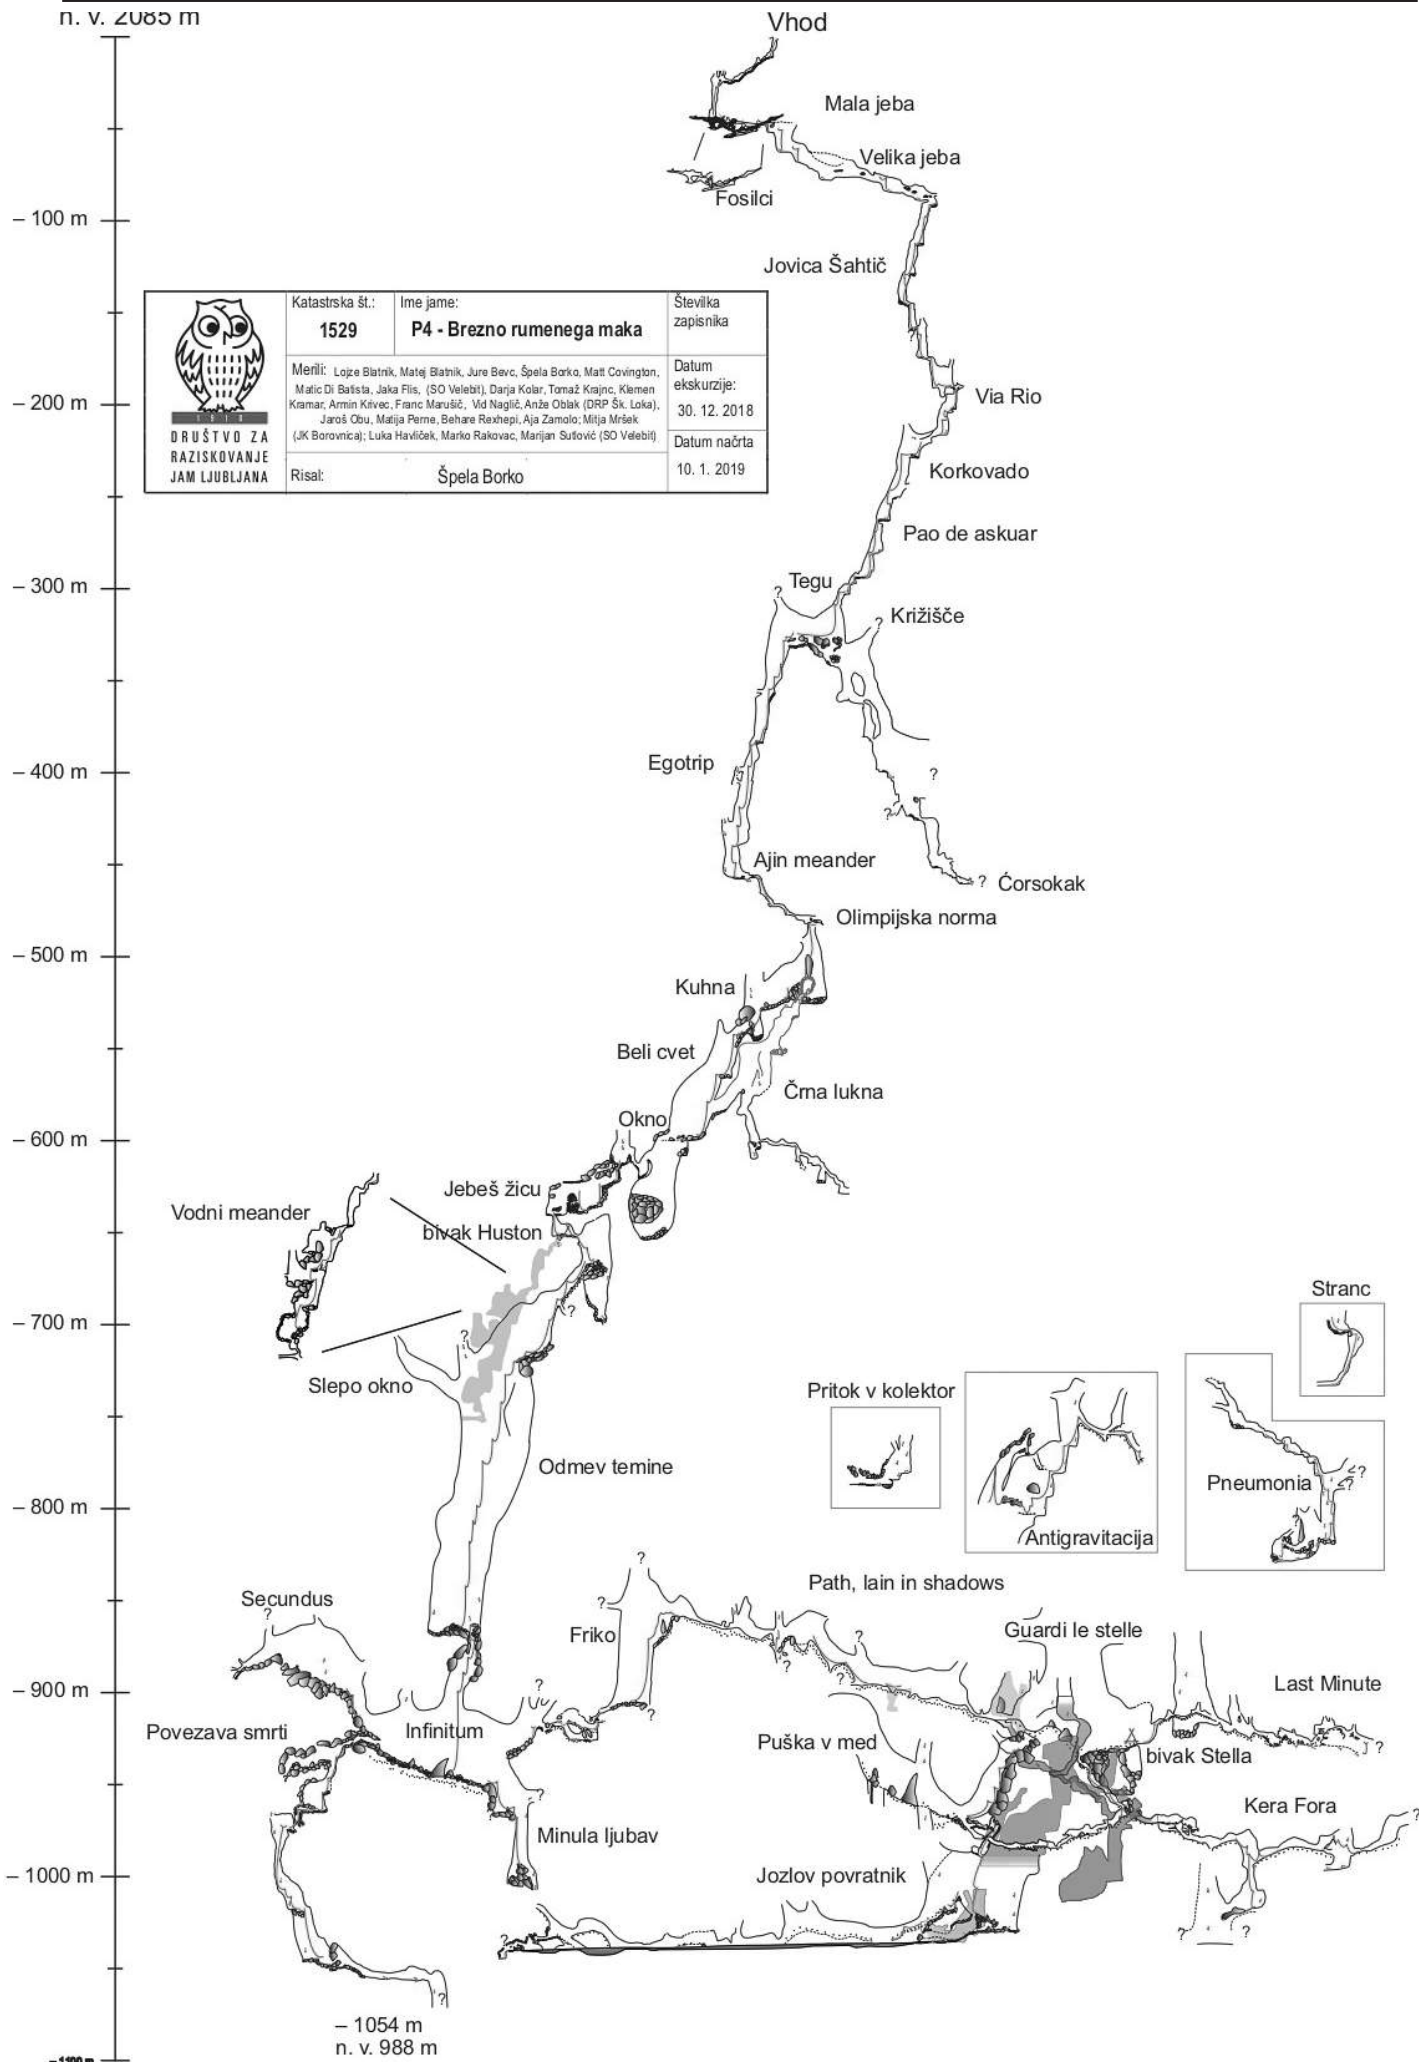 n. v. 2085 m
Vhod
Mala jeba
Velika jeba
Fosilci
– 100 m
Jovica Šahtič
Katastrska št.:
1529
Ime jame:
P4 - Brezno rumenega maka
Številka
zapisnika
Merili: Lojze Blatnik, Matej Blatnik, Jure Bevc, Špela Borko, Matt Covington,
Matic Di Batista, Jaka Flis, (SO Velebit), Darja Kolar, Tomaž Krajnc, Klemen
Kramar, Armin Krivec, Franc Marušič, Vid Naglič, Anže Oblak (DRP Šk. Loka),
Jaroš Obu, Matija Perne, Behare Rexhepi, Aja Zamolo; Mitja Mršek
(JK Borovnica); Luka Havliček, Marko Rakovac, Marijan Sutlović (SO Velebit)
Datum
ekskurzije:
30. 12. 2018
Datum načrta
10. 1. 2019
Risal:
Špela Borko
1910
DRUŠTVO ZA
RAZISKOVANJE
JAM LJUBLJANA
– 200 m
Via Rio
Korkovado
Pao de askuar
– 300 m
Tegu
?
Križišče
?
– 400 m
Egotrip
?
?
Ajin meander
? Ćorsokak
Olimpijska norma
– 500 m
Kuhna
Beli cvet
Črna lukna
Okno
– 600 m
Jebeš žicu
Vodni meander
bivak Huston
– 700 m
?
?
Slepo okno
Stranc
Pritok v kolektor
Antigravitacija
Pneumonia
?
?
Odmev temine
– 800 m
Secundus
?
?
?
Friko
Path, lain in shadows
?
?
?
Guardi le stelle
– 900 m
?
?
Last Minute
?
Povezava smrti
Infinitum
Puška v med
bivak Stella
?
Minula ljubav
Kera Fora
?
– 1000 m
Jozlov povratnik
?
?
?
?
– 1054 m
n. v. 988 m
– 1100 m